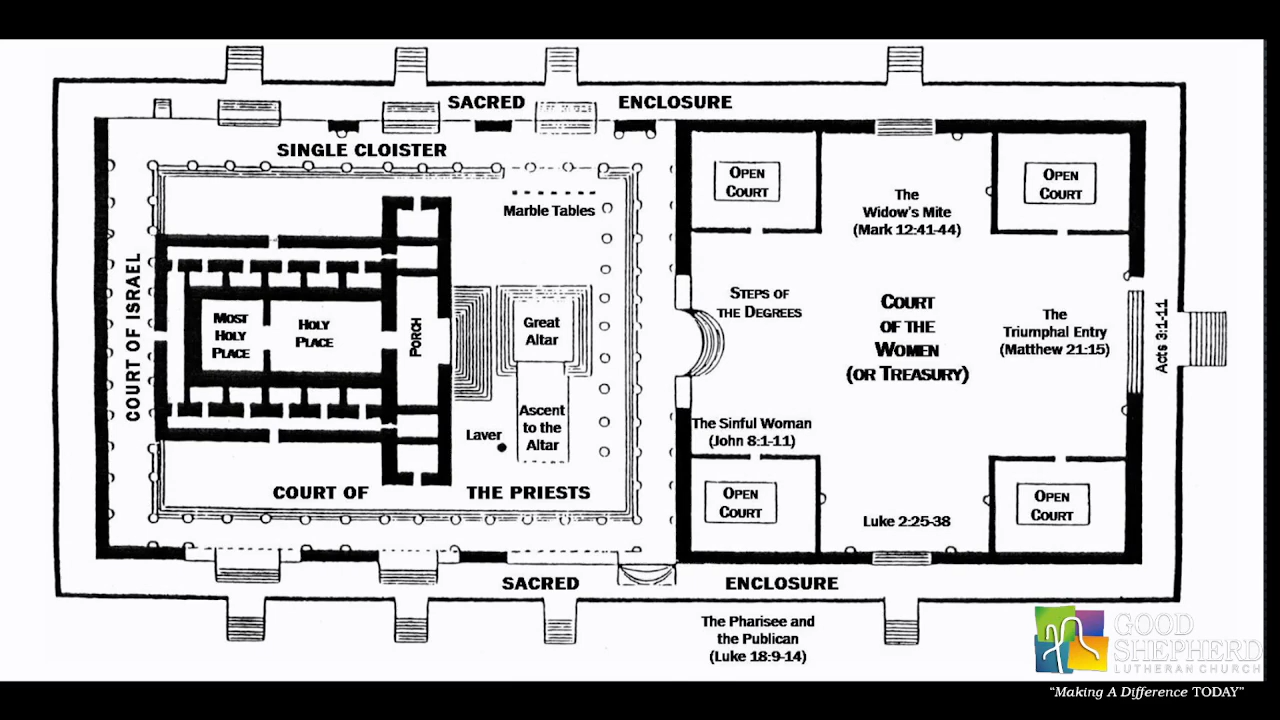 SACRED ENCLOSURE
SINGLE CLOISTER
OPEN
COURT
The
Widow's Mite
(Mark 12:41-44)
OPEN
COURT
Marble Tables
COURT OF ISRAEL
MOST
HOLY
PLACE
HOLY
PLACE
PORCH
Great
Altar
STEPS OF
THE DEGREES
COURT
OF THE
WOMEN
(OR TREASURY)
The
Triumphal Entry
(Matthew 21:15)
Acts 3:1-11
Ascent
to the
Altar
Laver
The Sinful Woman
(John 8:1-11)
COURT OF THE PRIESTS
OPEN
COURT
Luke 2:25-38
OPEN
COURT
SACRED ENCLOSURE
The Pharisee and
the Publican
(Luke 18:9-14)
GOOD
SHEPHERD
LUTHERAN CHURCH
"Making A Difference TODAY"